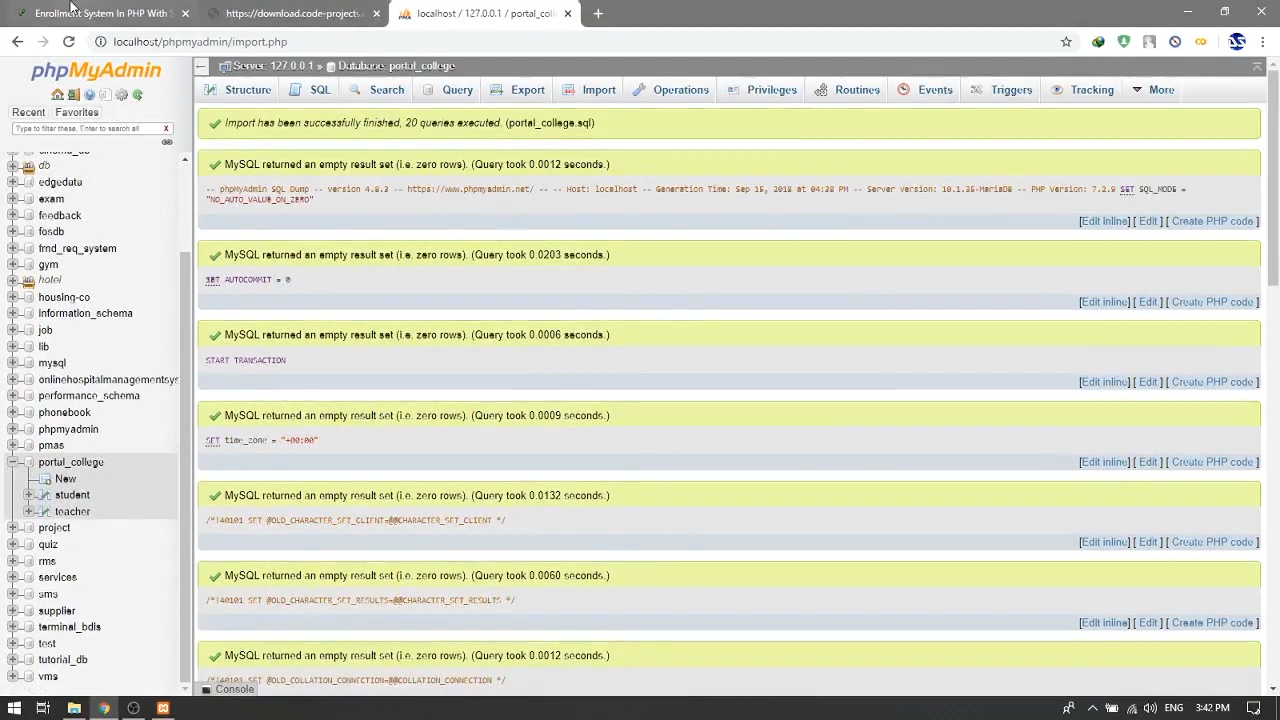 Enrollment System In PHP With S
https://download.code-projects
localhost / 127.0.0.1 / portal_coll
localhost/phpmyadmin/import.php
phpMyAdmin
Server: 127.0.0.1 » Database: portal_college
Recent Favorites
Type to filter these, Enter to search all X
Structure SQL Search Query Export Import Operations Privileges Routines Events Triggers Tracking More
db
edgedata
exam
feedback
fosdb
frnd_req_system
gym
hotel
housing-co
information_schema
job
lib
mysql
onlinehospitalmanagementsys
performance_schema
phonebook
phpmyadmin
pmas
portal_college
New
student
teacher
project
quiz
rms
services
sms
supplier
terminal_bdls
test
tutorial_db
vms
Import has been successfully finished, 20 queries executed. (portal_college.sql)
MySQL returned an empty result set (i.e. zero rows). (Query took 0.0012 seconds.)
-- phpMyAdmin SQL Dump -- version 4.8.3 -- https://www.phpmyadmin.net/ -- -- Host: localhost -- Generation Time: Sep 15, 2018 at 04:28 PM -- Server version: 10.1.35-MariaDB -- PHP Version: 7.2.9 SET SQL_MODE =
"NO_AUTO_VALUE_ON_ZERO"
[Edit inline] [ Edit ] [ Create PHP code ]
MySQL returned an empty result set (i.e. zero rows). (Query took 0.0203 seconds.)
SET AUTOCOMMIT = 0
[Edit inline] [ Edit ] [ Create PHP code ]
MySQL returned an empty result set (i.e. zero rows). (Query took 0.0006 seconds.)
START TRANSACTION
[Edit inline] [ Edit ] [ Create PHP code ]
MySQL returned an empty result set (i.e. zero rows). (Query took 0.0009 seconds.)
SET time_zone = "+00:00"
[Edit inline] [ Edit ] [ Create PHP code ]
MySQL returned an empty result set (i.e. zero rows). (Query took 0.0132 seconds.)
/*!40101 SET @OLD_CHARACTER_SET_CLIENT=@@CHARACTER_SET_CLIENT */
[Edit inline] [ Edit ] [ Create PHP code ]
MySQL returned an empty result set (i.e. zero rows). (Query took 0.0060 seconds.)
/*!40101 SET @OLD_CHARACTER_SET_RESULTS=@@CHARACTER_SET_RESULTS */
[Edit inline] [ Edit ] [ Create PHP code ]
MySQL returned an empty result set (i.e. zero rows). (Query took 0.0012 seconds.)
/*!40101 SET @OLD_COLLATION_CONNECTION=@@COLLATION_CONNECTION */
Console
ENG 3:42 PM